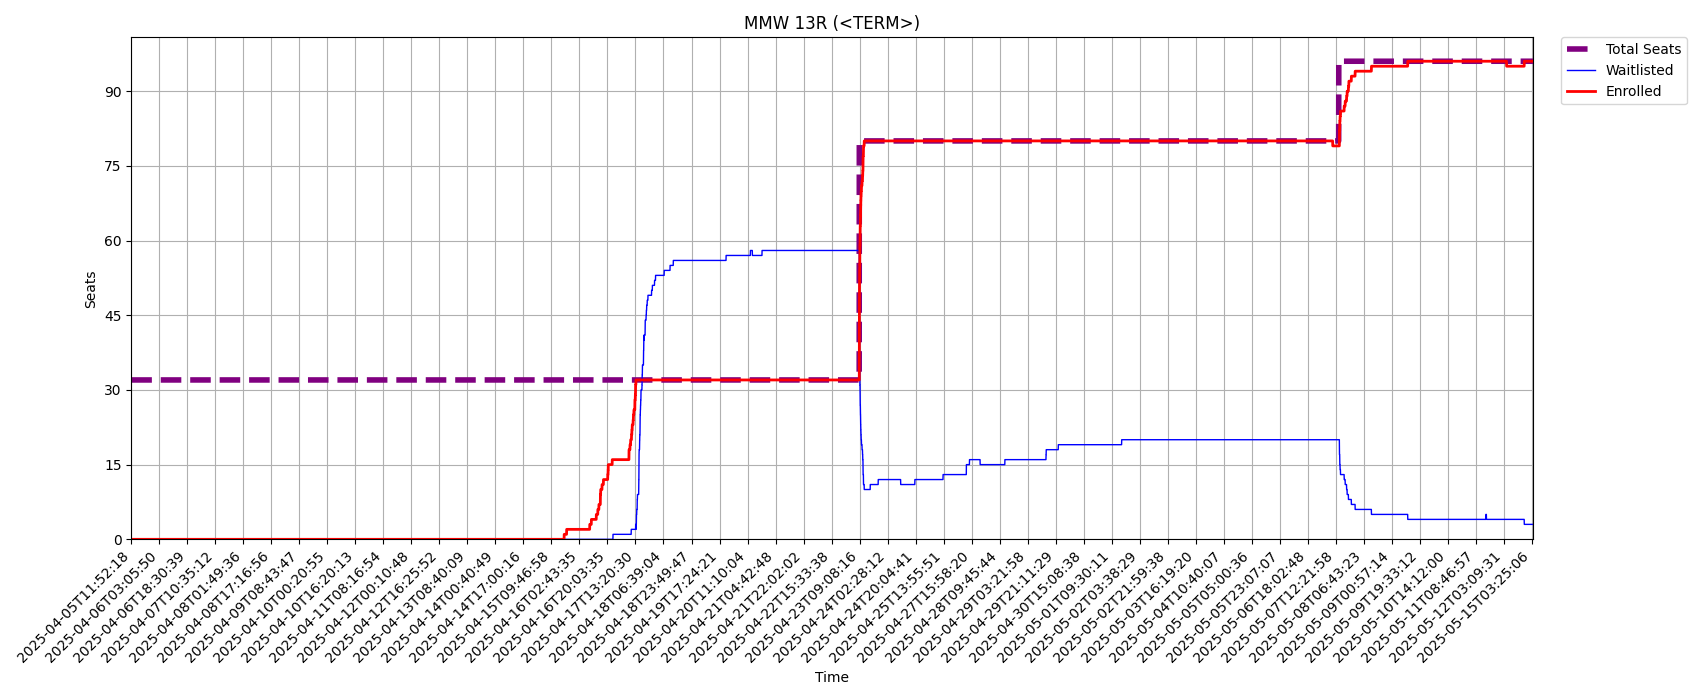 MMW 13R (<TERM>)
Total Seats
Waitlisted
Enrolled
Seats
90
75
60
45
30
15
0
2025-04-05T11:52:18
2025-04-06T03:05:50
2025-04-06T18:30:39
2025-04-07T10:35:12
2025-04-08T01:49:36
2025-04-08T17:16:56
2025-04-09T08:43:47
2025-04-10T00:20:55
2025-04-10T16:20:13
2025-04-11T08:16:54
2025-04-12T00:10:48
2025-04-12T16:25:52
2025-04-13T08:40:09
2025-04-14T00:40:49
2025-04-14T17:00:16
2025-04-15T09:46:58
2025-04-16T02:43:35
2025-04-16T20:03:35
2025-04-17T13:20:30
2025-04-18T06:39:04
2025-04-18T23:49:47
2025-04-19T17:24:21
2025-04-20T11:10:04
2025-04-21T04:42:48
2025-04-21T22:02:02
2025-04-22T15:33:38
2025-04-23T09:08:16
2025-04-24T02:28:12
2025-04-24T20:04:41
2025-04-25T13:55:51
2025-04-27T11:58:20
2025-04-28T09:45:44
2025-04-29T03:21:58
2025-04-29T21:11:29
2025-04-30T15:08:38
2025-05-01T09:30:11
2025-05-02T03:38:29
2025-05-02T21:59:38
2025-05-03T16:19:20
2025-05-04T10:40:07
2025-05-05T05:00:36
2025-05-05T23:07:07
2025-05-06T18:02:48
2025-05-07T12:21:58
2025-05-08T06:43:23
2025-05-09T00:57:14
2025-05-09T19:33:12
2025-05-10T14:12:00
2025-05-11T08:46:57
2025-05-12T03:09:31
2025-05-15T03:25:06
Time